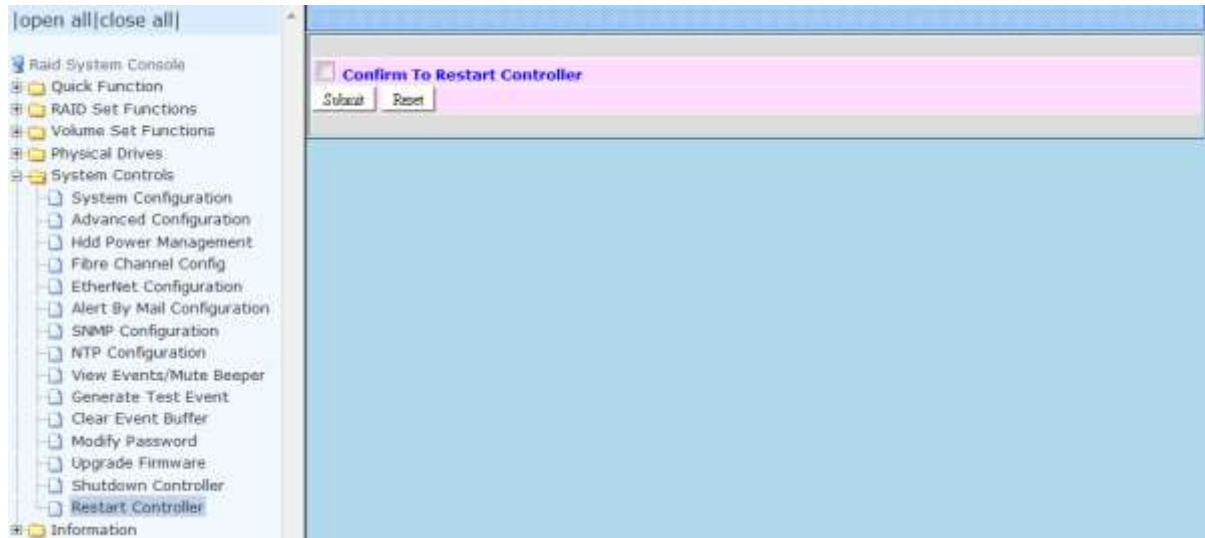 |open all|close all|
Raid System Console
Quick Function
RAID Set Functions
Volume Set Functions
Physical Drives
System Controls
System Configuration
Advanced Configuration
Hdd Power Management
Fibre Channel Config
EtherNet Configuration
Alert By Mail Configuration
SNMP Configuration
NTP Configuration
View Events/Mute Beeper
Generate Test Event
Clear Event Buffer
Modify Password
Upgrade Firmware
Shutdown Controller
Restart Controller
Information
Confirm To Restart Controller
Submit Reset